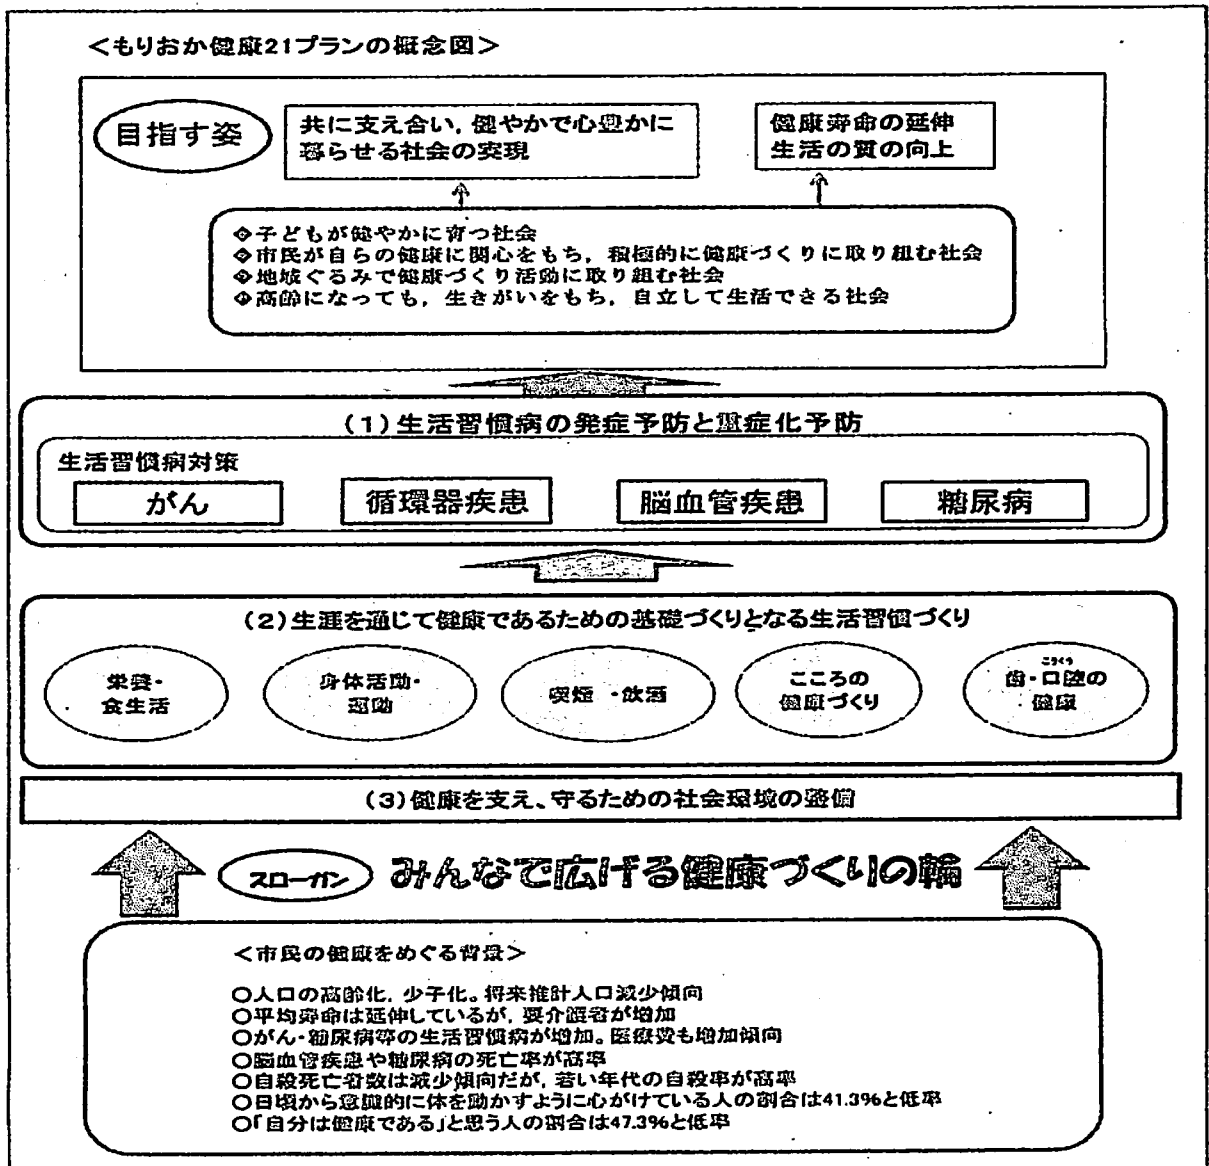 <もりおか健康21プランの概念図>
目指す姿
共に支え合い,健やかで心豊かに
暮らせる社会の実現
健康寿命の延伸
生活の質の向上
◇子どもが健やかに育つ社会
◇市民が自らの健康に関心をもち,積極的に健康づくりに取り組む社会
◇地域ぐるみで健康づくり活動に取り組む社会
◇高齢になっても,生きがいをもち,自立して生活できる社会
(1)生活習慣病の発症予防と重症化予防
生活習慣病対策
がん
循環器疾患
脳血管疾患
糖尿病
(2)生涯を通じて健康であるための基礎づくりとなる生活習慣づくり
栄養・
食生活
身体活動・
運動
喫煙 ・飲酒
こころの
健康づくり
こうくう
歯・口腔の
健康
(3)健康を支え、守るための社会環境の整備
スローガン
みんなで広げる健康づくりの輪
<市民の健康をめぐる背景>
○人口の高齢化,少子化。将来推計人口減少傾向
○平均寿命は延伸しているが,要介護者が増加
○がん・糖尿病等の生活習慣病が増加。医療費も増加傾向
○脳血管疾患や糖尿病の死亡率が高率
○自殺死亡者数は減少傾向だが,若い年代の自殺率が高率
○日頃から意識的に体を動かすように心がけている人の割合は41.3%と低率
○「自分は健康である」と思う人の割合は47.3%と低率